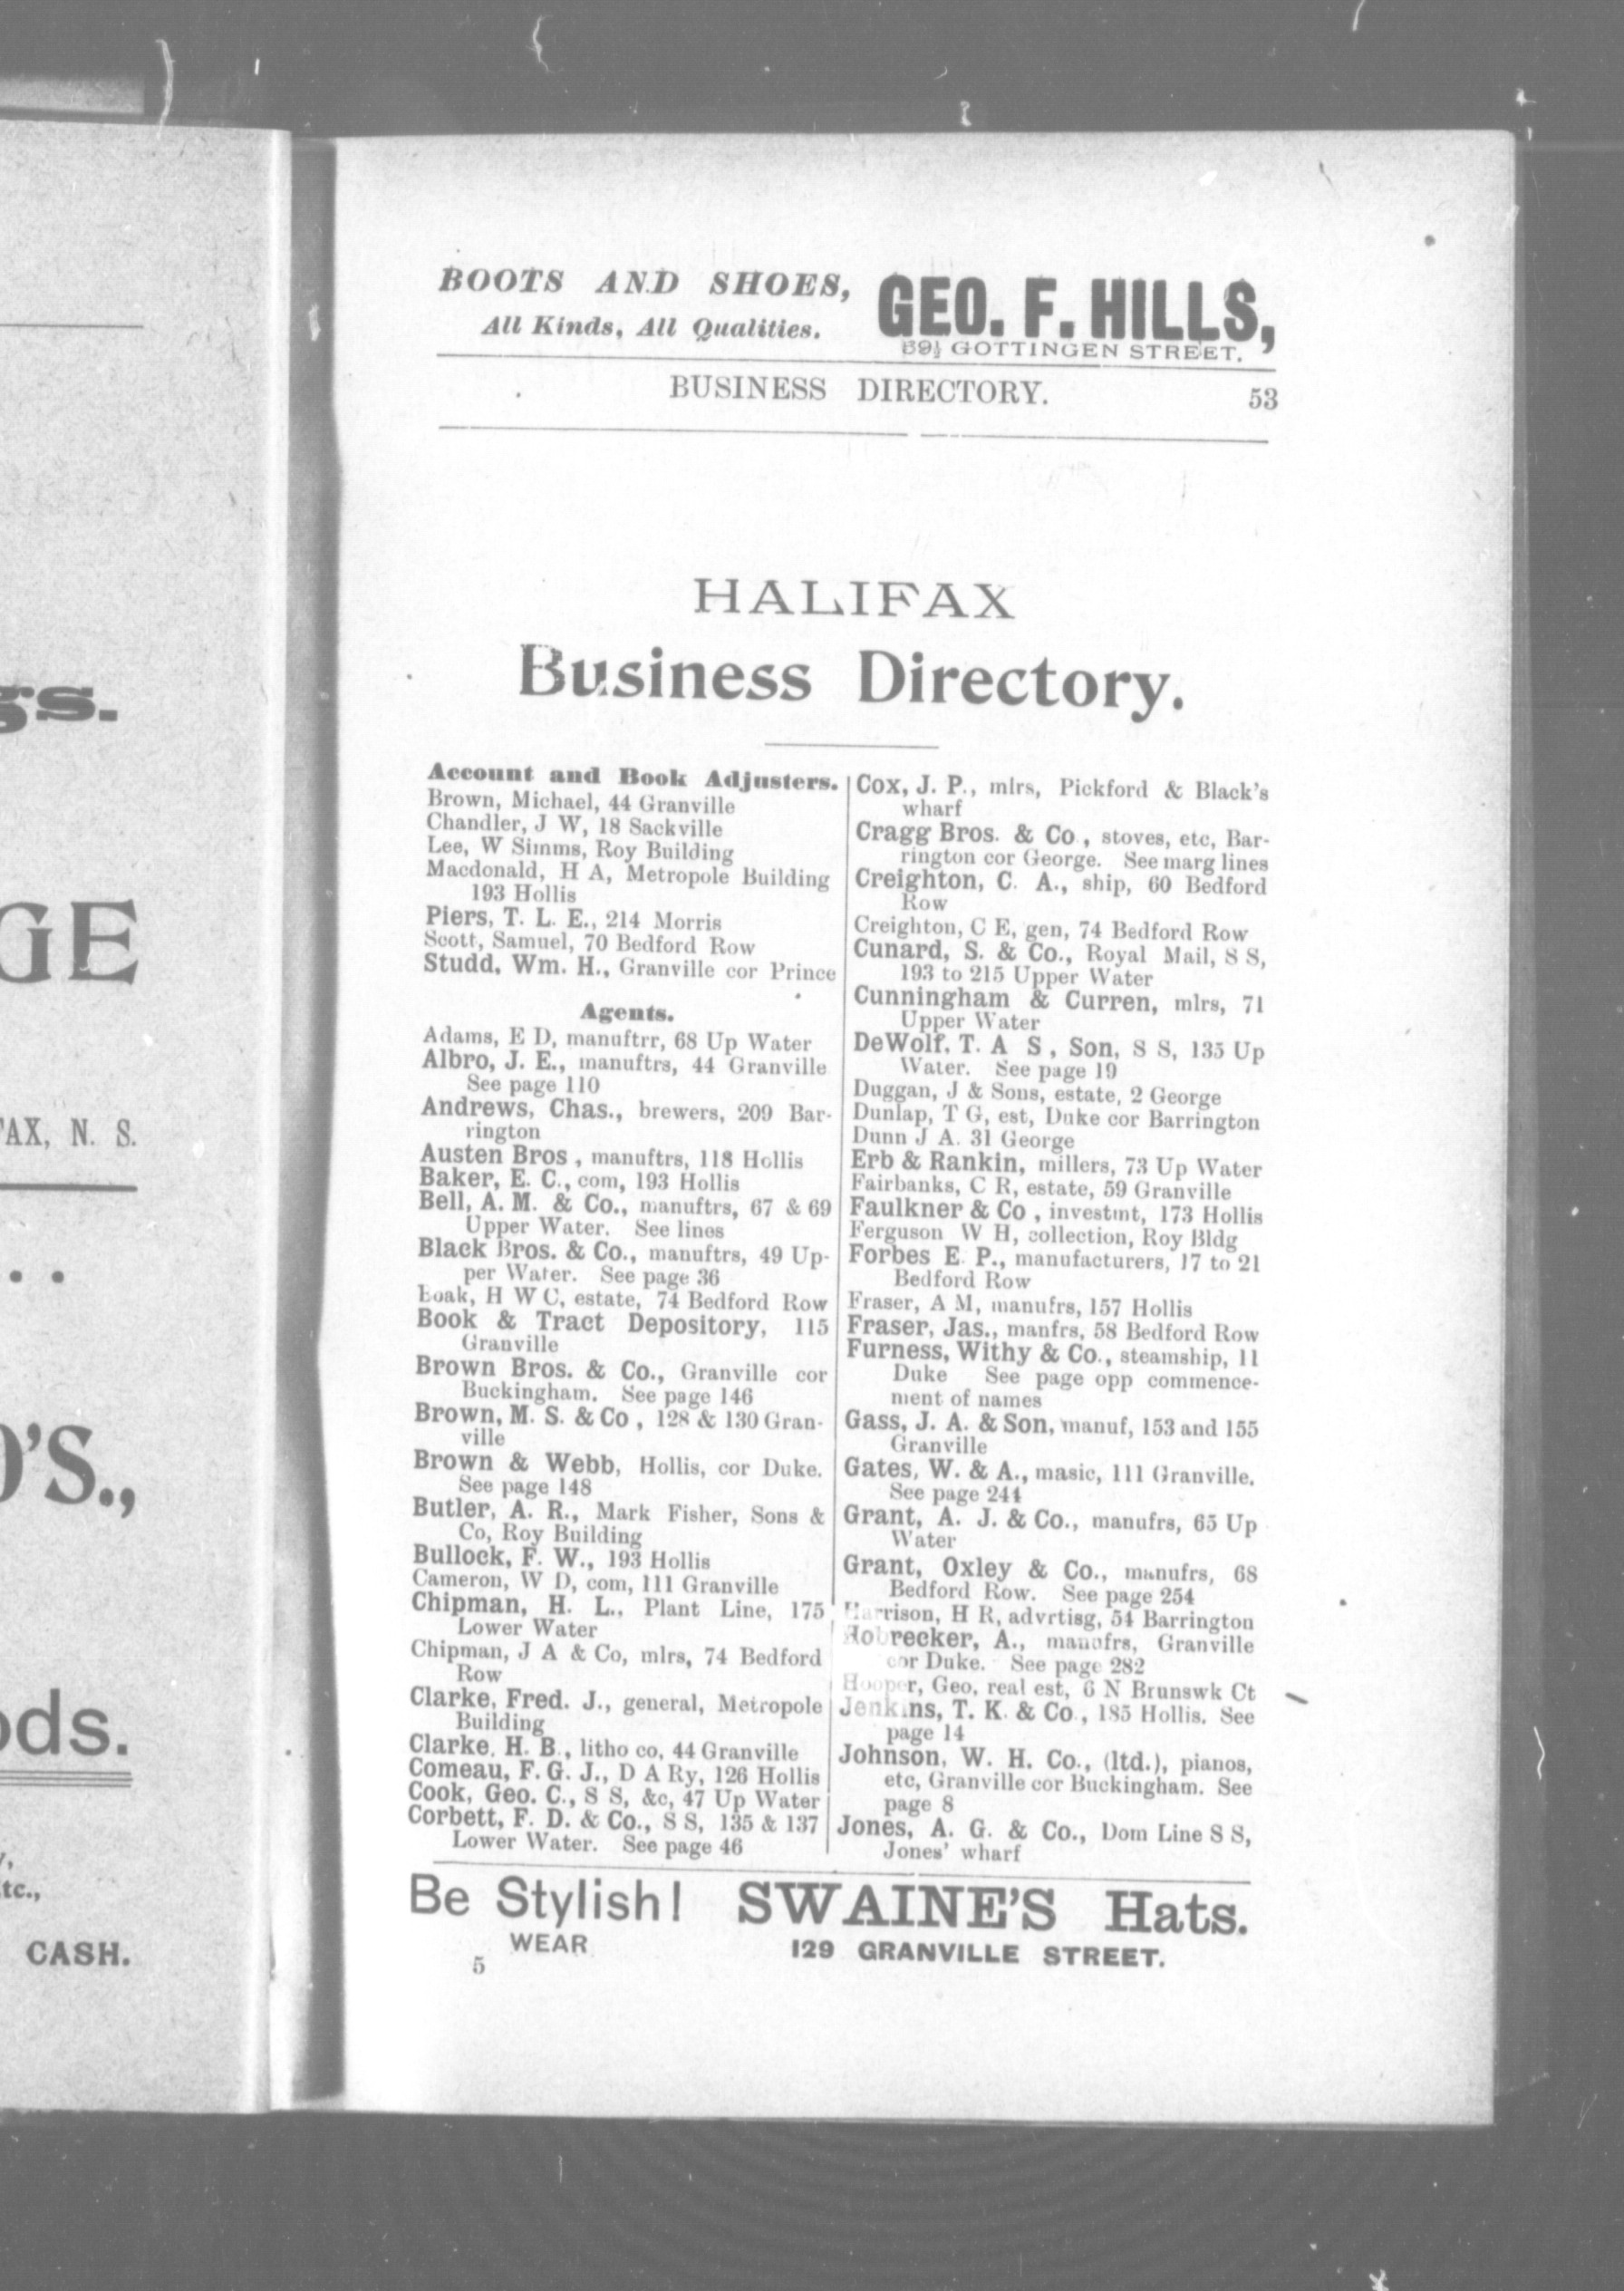 gs.
GE
FAX, N. S.
O'S.,
ods.
tc.,
CASH.
BOOTS AND SHOES,
All Kinds, All Qualities.
GEO. F. HILLS,
39½ GOTTINGEN STREET.
BUSINESS DIRECTORY. 53
HALIFAX
Business Directory.
Account and Book Adjusters.
Brown, Michael, 44 Granville
Chandler, J W, 18 Sackville
Lee, W Simms, Roy Building
Macdonald, H A, Metropole Building
193 Hollis
Piers, T. L. E., 214 Morris
Scott, Samuel, 70 Bedford Row
Studd, Wm. H., Granville cor Prince
Agents.
Adams, E D, manuftrr, 68 Up Water
Albro, J. E., manuftrs, 44 Granville
See page 110
Andrews, Chas., brewers, 209 Bar-
rington
Austen Bros , manuftrs, 118 Hollis
Baker, E. C., com, 193 Hollis
Bell, A. M. & Co., manuftrs, 67 & 69
Upper Water. See lines
Black Bros. & Co., manuftrs, 49 Up-
per Water. See page 36
Boak, H W C, estate, 74 Bedford Row
Book & Tract Depository, 115
Granville
Brown Bros. & Co., Granville cor
Buckingham. See page 146
Brown, M. S. & Co , 128 & 130 Gran-
ville
Brown & Webb, Hollis, cor Duke.
See page 148
Butler, A. R., Mark Fisher, Sons &
Co, Roy Building
Bullock, F. W., 193 Hollis
Cameron, W D, com, 111 Granville
Chipman, H. L., Plant Line, 175
Lower Water
Chipman, J A & Co, mlrs, 74 Bedford
Row
Clarke, Fred. J., general, Metropole
Building
Clarke, H. B., litho co, 44 Granville
Comeau, F. G. J., D A Ry, 126 Hollis
Cook, Geo. C., S S, &c, 47 Up Water
Corbett, F. D. & Co., S S, 135 & 137
Lower Water. See page 46
Cox, J. P., mlrs, Pickford & Black's
wharf
Cragg Bros. & Co , stoves, etc, Bar-
rington cor George. See marg lines
Creighton, C. A., ship, 60 Bedford
Row
Creighton, C E, gen, 74 Bedford Row
Cunard, S. & Co., Royal Mail, S S,
193 to 215 Upper Water
Cunningham & Curren, mlrs, 71
Upper Water
DeWolf, T. A S , Son, S S, 135 Up
Water. See page 19
Duggan, J & Sons, estate, 2 George
Dunlap, T G, est, Duke cor Barrington
Dunn J A. 31 George
Erb & Rankin, millers, 73 Up Water
Fairbanks, C R, estate, 59 Granville
Faulkner & Co , investmt, 173 Hollis
Ferguson W H, collection, Roy Bldg
Forbes E. P., manufacturers, 17 to 21
Bedford Row
Fraser, A M, manufrs, 157 Hollis
Fraser, Jas., manfrs, 58 Bedford Row
Furness, Withy & Co., steamship, 11
Duke See page opp commence-
ment of names
Gass, J. A. & Son, manuf, 153 and 155
Granville
Gates, W. & A., masic, 111 Granville.
See page 244
Grant, A. J. & Co., manufrs, 65 Up
Water
Grant, Oxley & Co., manufrs, 68
Bedford Row. See page 254
Harrison, H R, advrtisg, 54 Barrington
Hobrecker, A., manufrs, Granville
cor Duke. See page 282
Hooper, Geo, real est, 6 N Brunswk Ct
Jenkins, T. K. & Co., 185 Hollis. See
page 14
Johnson, W. H. Co., (ltd.), pianos,
etc, Granville cor Buckingham. See
page 8
Jones, A. G. & Co., Dom Line S S,
Jones' wharf
Be Stylish! SWAINE'S Hats.
WEAR 129 GRANVILLE STREET.
5